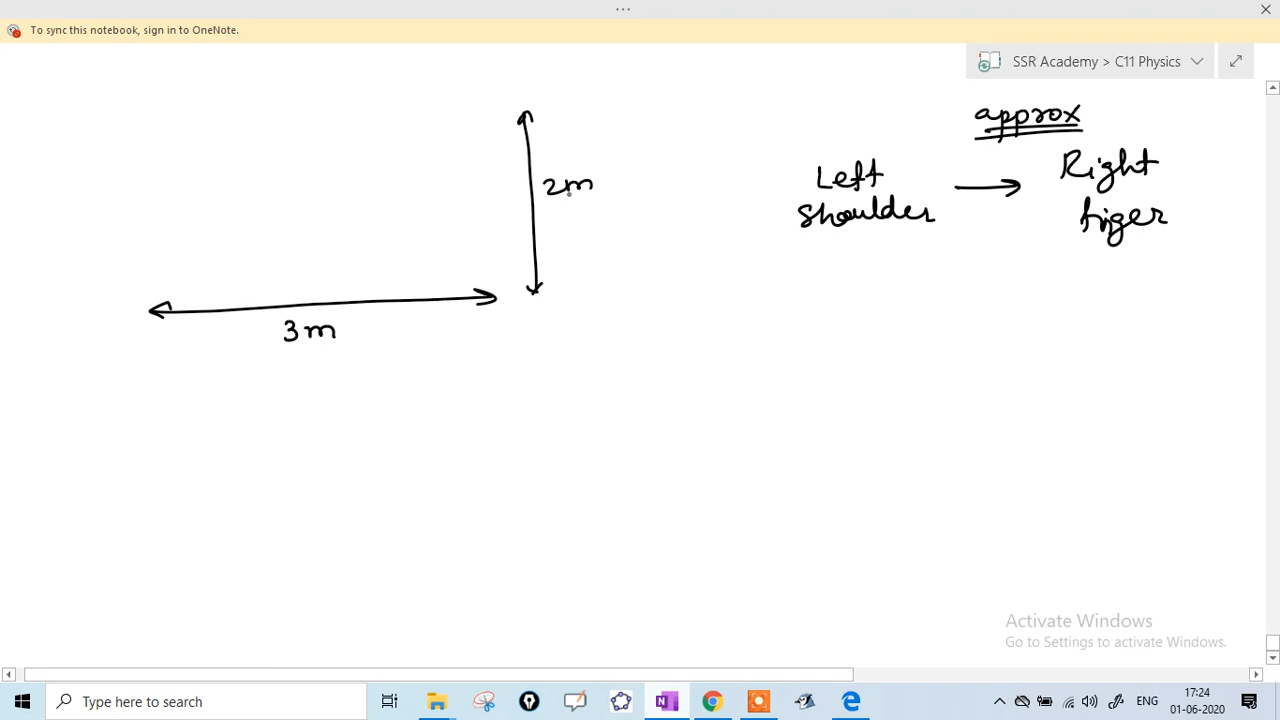 To sync this notebook, sign in to OneNote.
SSR Academy > C11 Physics
approx
Left
shoulder
Right
figer
2m
3m
Activate Windows
Go to Settings to activate Windows.
Type here to search
ENG
17:24
01-06-2020